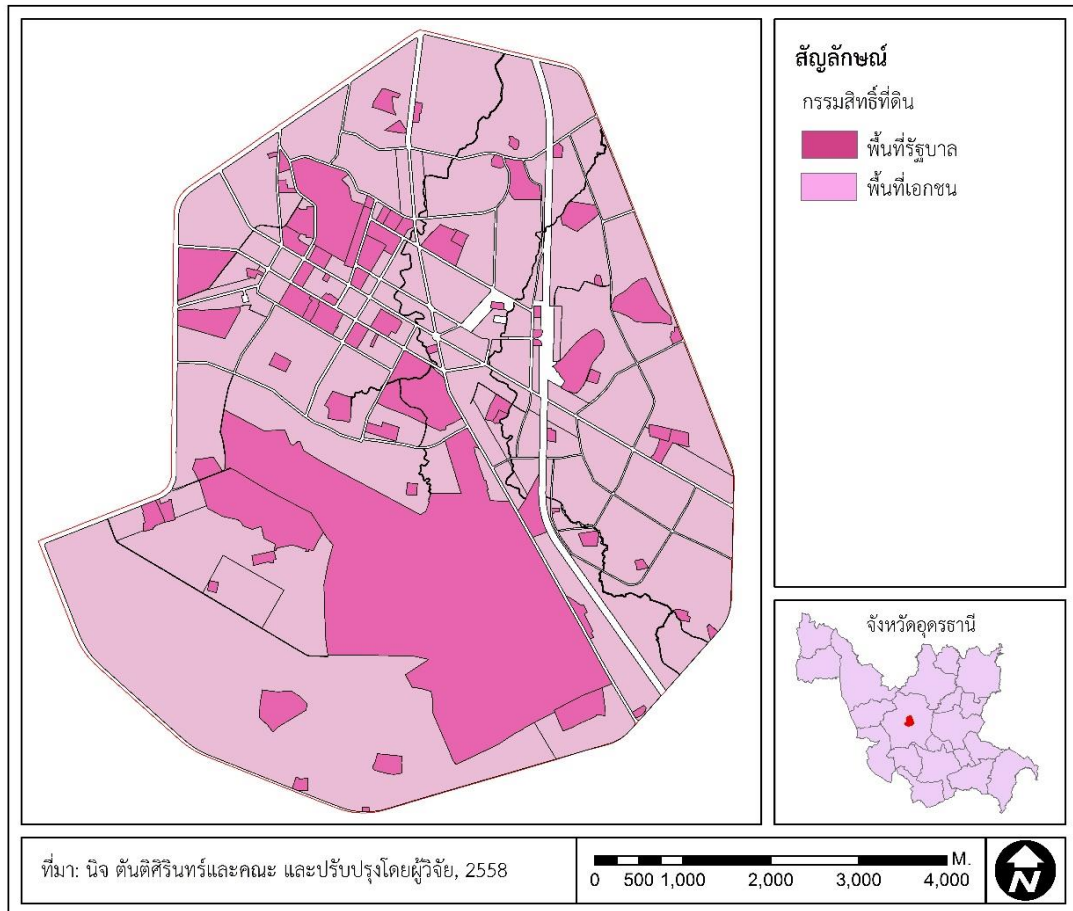 สัญลักษณ์
กรรมสิทธิ์ที่ดิน
พื้นที่รัฐบาล
พื้นที่เอกชน
จังหวัดอุดรธานี
ที่มา: นิจ ตันติศิรินทร์และคณะ และปรับปรุงโดยผู้วิจัย, 2558
M.
0 500 1,000 2,000 3,000 4,000
N